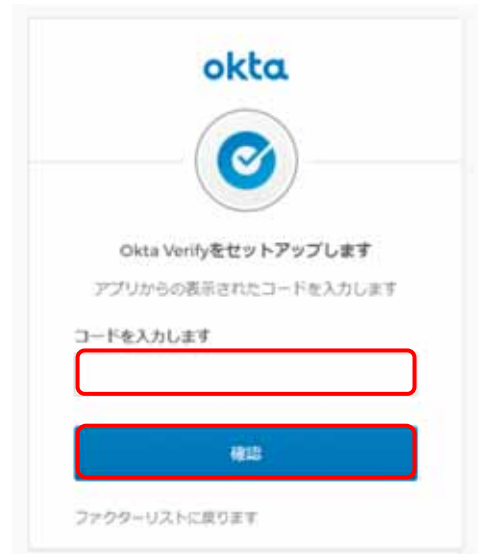 okta
Okta Verifyをセットアップします
アプリからの表示されたコードを入力します
コードを入力します
確認
ファクターリストに戻ります